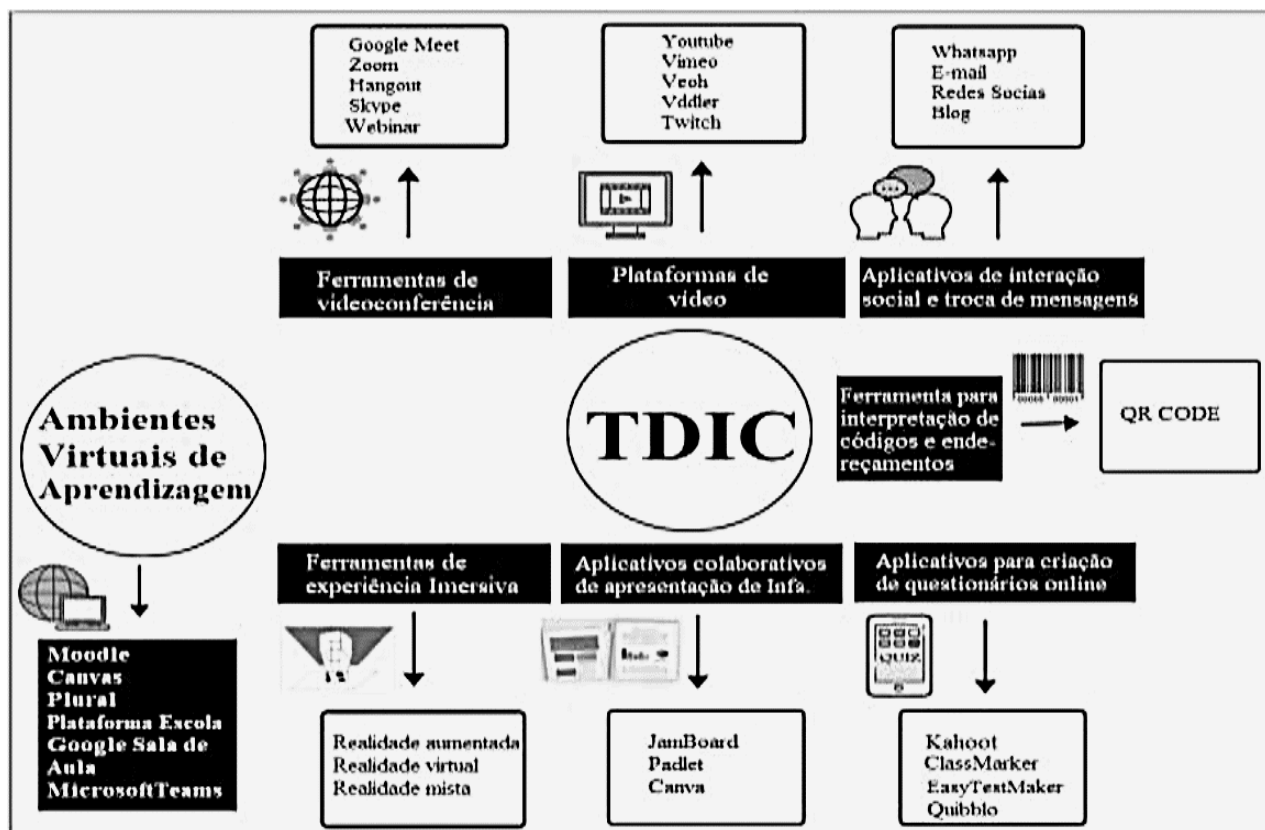 Google Meet
Zoom
Hangout
Skype
Webinar
Youtube
Vimeo
Veoh
Vddler
Twitch
Whatsapp
E-mail
Redes Socias
Blog
Ferramentas de
videoconferência
Plataformas de
vídeo
Aplicativos de interação
social e troca de mensagens
Ambientes
Virtuais de
Aprendizagem
TDIC
Ferramenta para
interpretação de
códigos e ende-
reçamentos
QR CODE
Ferramentas de
experiência Imersiva
Aplicativos colaborativos
de apresentação de Infa.
Aplicativos para criação
de questionários online
QUIZ
Moodle
Canvas
Plural
Plataforma Escola
Google Sala de
Aula
MicrosoftTeams
Realidade aumentada
Realidade virtual
Realidade mista
JamBoard
Padlet
Canva
Kahoot
ClassMarker
EasyTestMaker
Quibblo